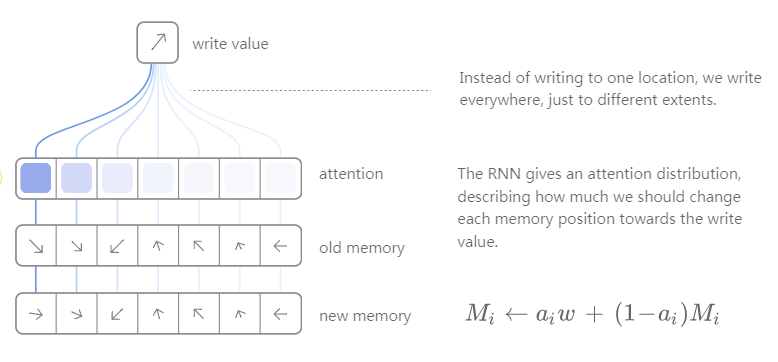 write value
Instead of writing to one location, we write
everywhere, just to different extents.
attention
The RNN gives an attention distribution,
describing how much we should change
each memory position towards the write
value.
old memory
new memory
M_i ← a_i w + (1−a_i)M_i